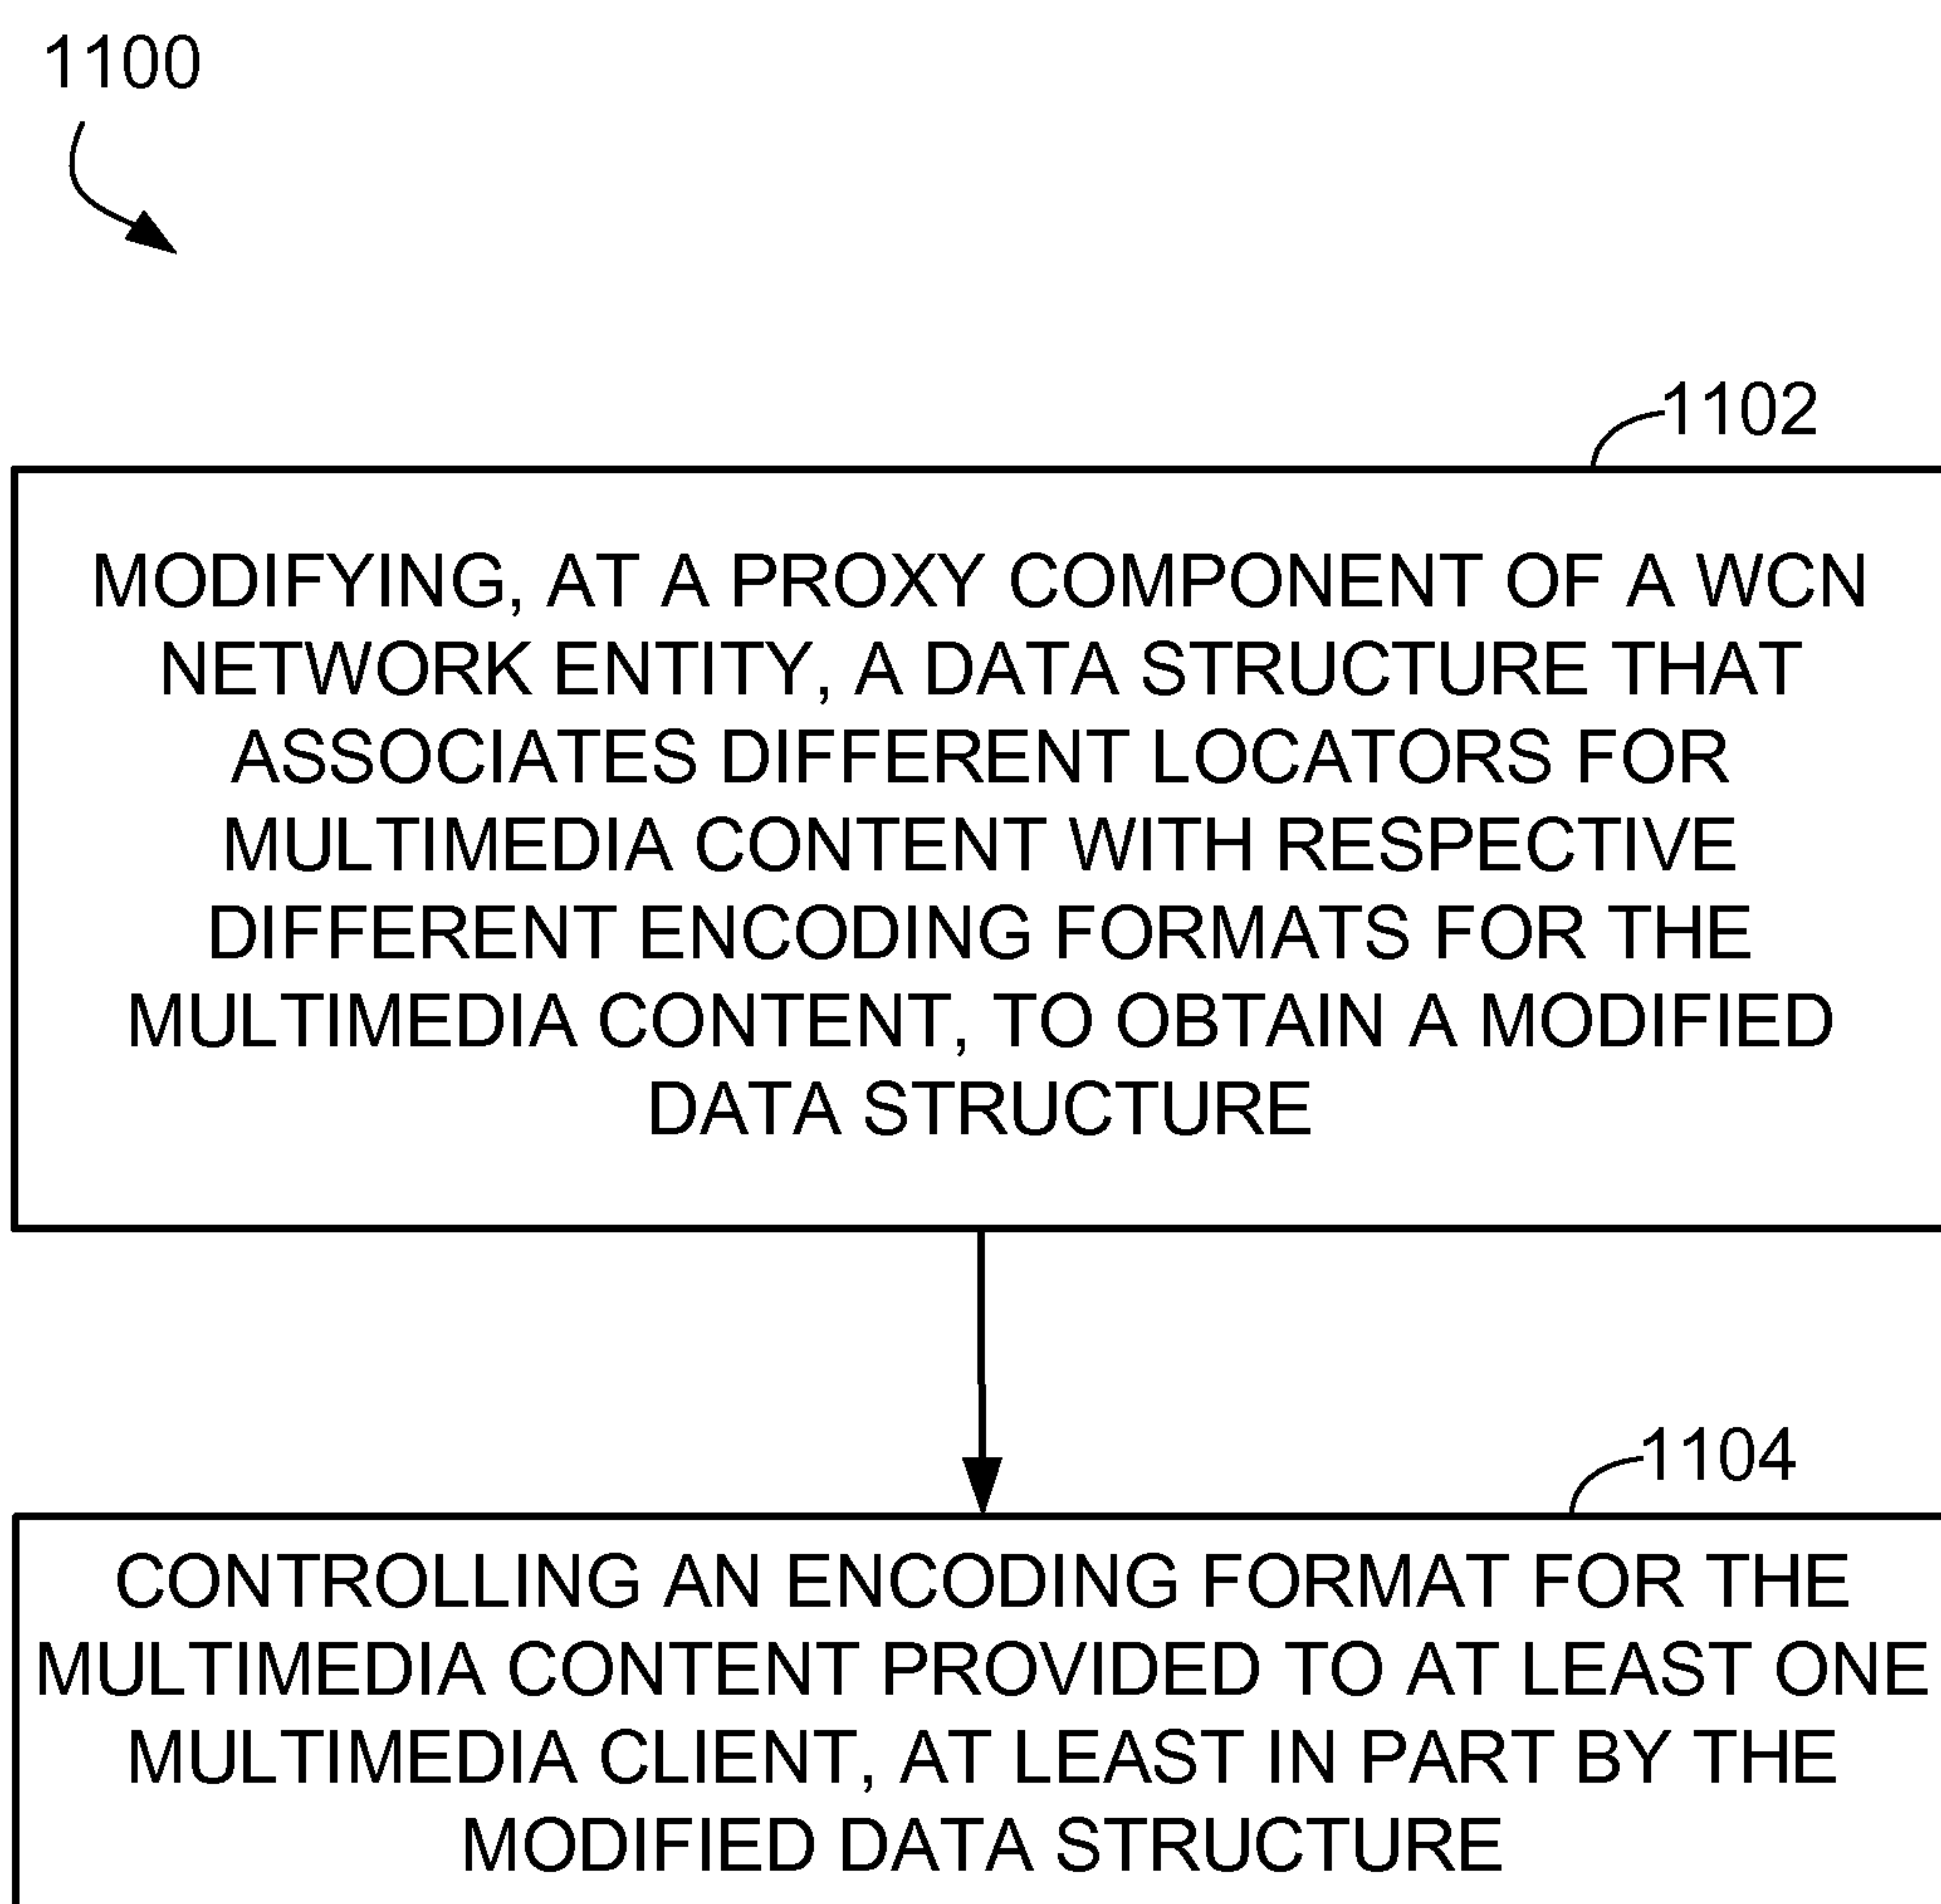 1100
1102
MODIFYING, AT A PROXY COMPONENT OF A WCN
NETWORK ENTITY, A DATA STRUCTURE THAT
ASSOCIATES DIFFERENT LOCATORS FOR
MULTIMEDIA CONTENT WITH RESPECTIVE
DIFFERENT ENCODING FORMATS FOR THE
MULTIMEDIA CONTENT, TO OBTAIN A MODIFIED
DATA STRUCTURE
1104
CONTROLLING AN ENCODING FORMAT FOR THE
MULTIMEDIA CONTENT PROVIDED TO AT LEAST ONE
MULTIMEDIA CLIENT, AT LEAST IN PART BY THE
MODIFIED DATA STRUCTURE